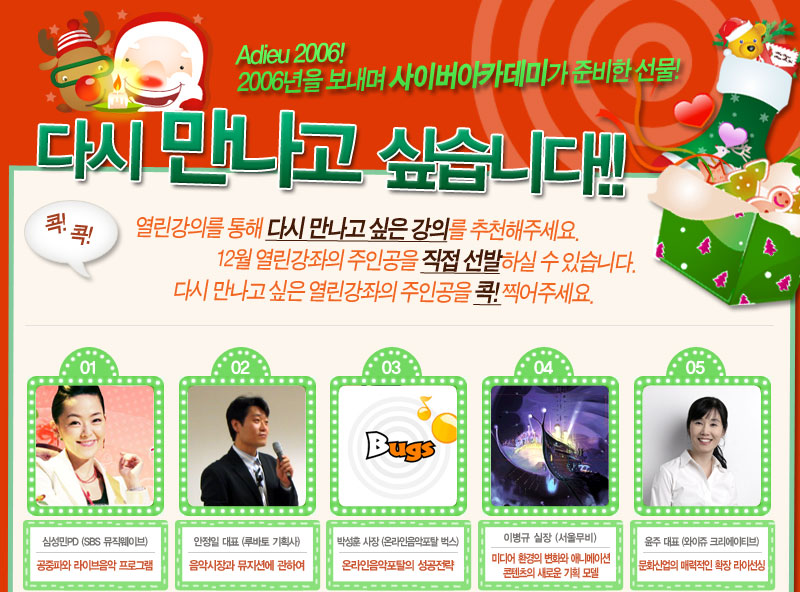 Adieu 2006!
2006년을 보내며 사이버아카데미가 준비한 선물!
다시 만나고 싶습니다!!
콕! 콕!
열린강의를 통해 다시 만나고 싶은 강의를 추천해주세요.
12월 열린강좌의 주인공을 직접 선발하실 수 있습니다.
다시 만나고 싶은 열린강좌의 주인공을 콕! 찍어주세요.
01
02
03
04
05
Bugs
심성민PD (SBS 뮤직웨이브)
공중파와 라이브음악 프로그램
안정일 대표 (루바토 기획사)
음악시장과 뮤지션에 관하여
박성훈 사장 (온라인음악포탈 벅스)
온라인음악포탈의 성공전략
이병규 실장 (서울무비)
미디어 환경의 변화와 애니메이션
콘텐츠의 새로운 기획 모델
윤주 대표 (와이쥬 크리에이티브)
문화산업의 매력적인 확장 라이선싱